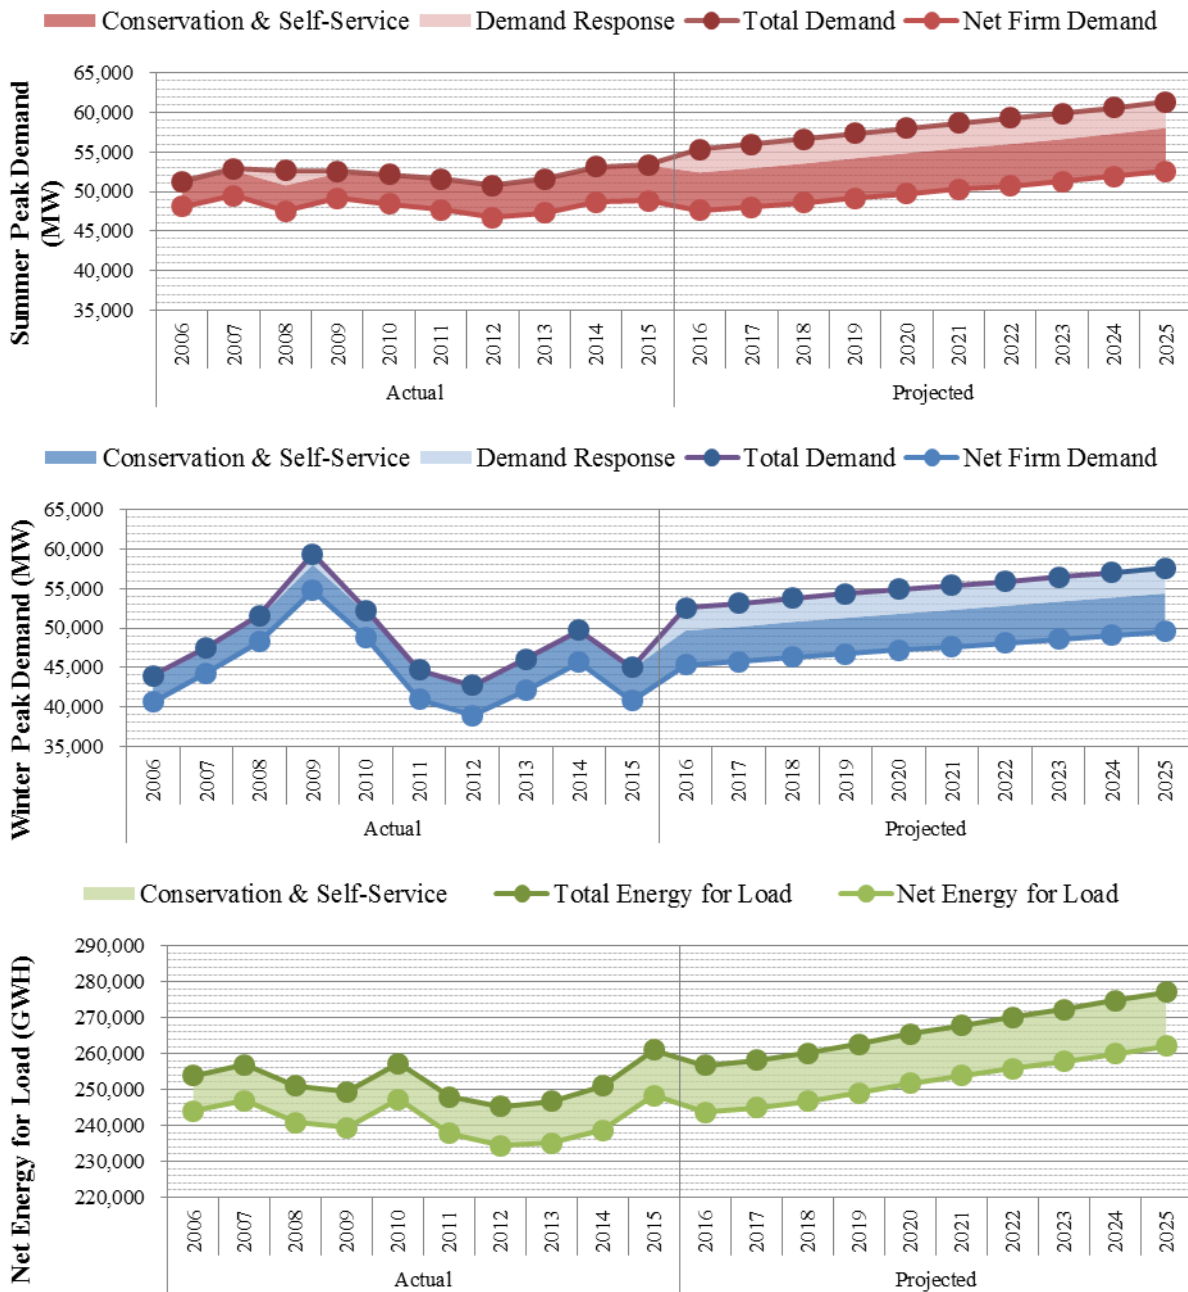 Conservation & Self-Service Demand Response Total Demand Net Firm Demand
Summer Peak Demand
(MW)
65,000
60,000
55,000
50,000
45,000
40,000
35,000
2006 2007 2008 2009 2010 2011 2012 2013 2014 2015 2016 2017 2018 2019 2020 2021 2022 2023 2024 2025
Actual Projected
Conservation & Self-Service Demand Response Total Demand Net Firm Demand
Winter Peak Demand (MW)
65,000
60,000
55,000
50,000
45,000
40,000
35,000
2006 2007 2008 2009 2010 2011 2012 2013 2014 2015 2016 2017 2018 2019 2020 2021 2022 2023 2024 2025
Actual Projected
Conservation & Self-Service Total Energy for Load Net Energy for Load
Net Energy for Load (GWH)
290,000
280,000
270,000
260,000
250,000
240,000
230,000
220,000
2006 2007 2008 2009 2010 2011 2012 2013 2014 2015 2016 2017 2018 2019 2020 2021 2022 2023 2024 2025
Actual Projected